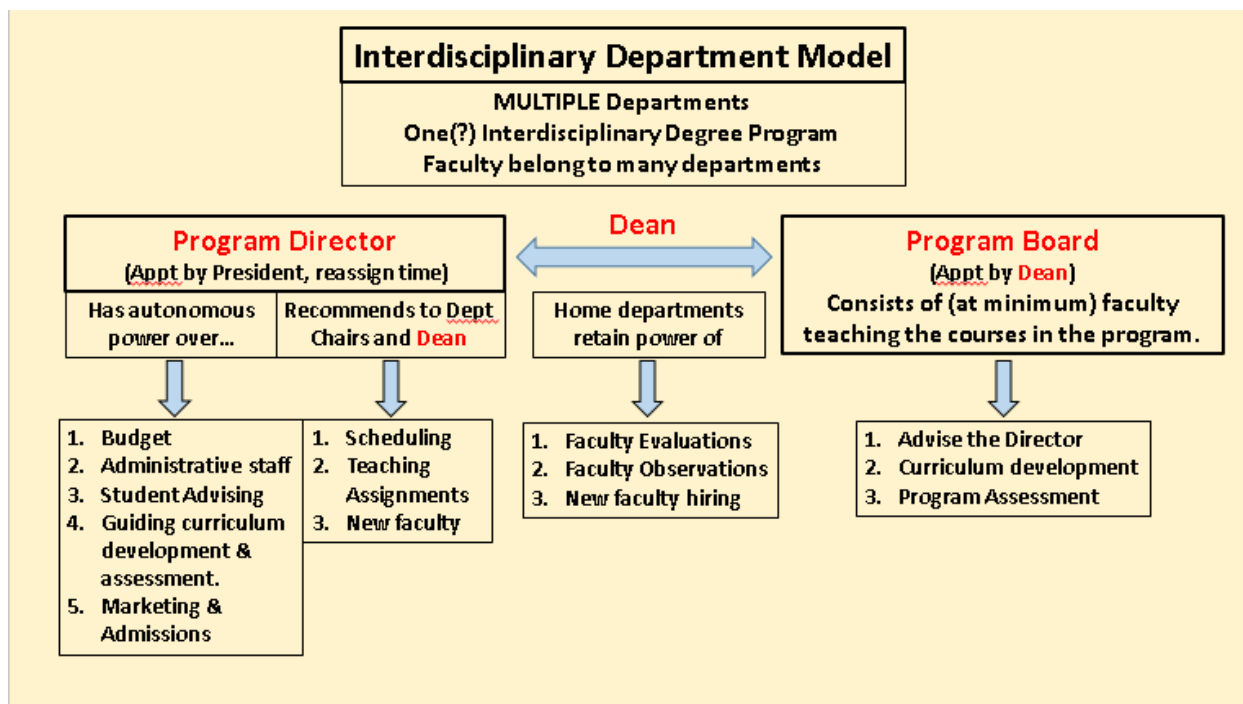 Interdisciplinary Department Model
MULTIPLE Departments
One(?) Interdisciplinary Degree Program
Faculty belong to many departments
Program Director
(Appt by President, reassign time)
Has autonomous
power over...
Recommends to Dept
Chairs and Dean
Dean
Home departments
retain power of
Program Board
(Appt by Dean)
Consists of (at minimum) faculty
teaching the courses in the program.
1. Budget
2. Administrative staff
3. Student Advising
4. Guiding curriculum
development &
assessment.
5. Marketing &
Admissions
1. Scheduling
2. Teaching
Assignments
3. New faculty
1. Faculty Evaluations
2. Faculty Observations
3. New faculty hiring
1. Advise the Director
2. Curriculum development
3. Program Assessment